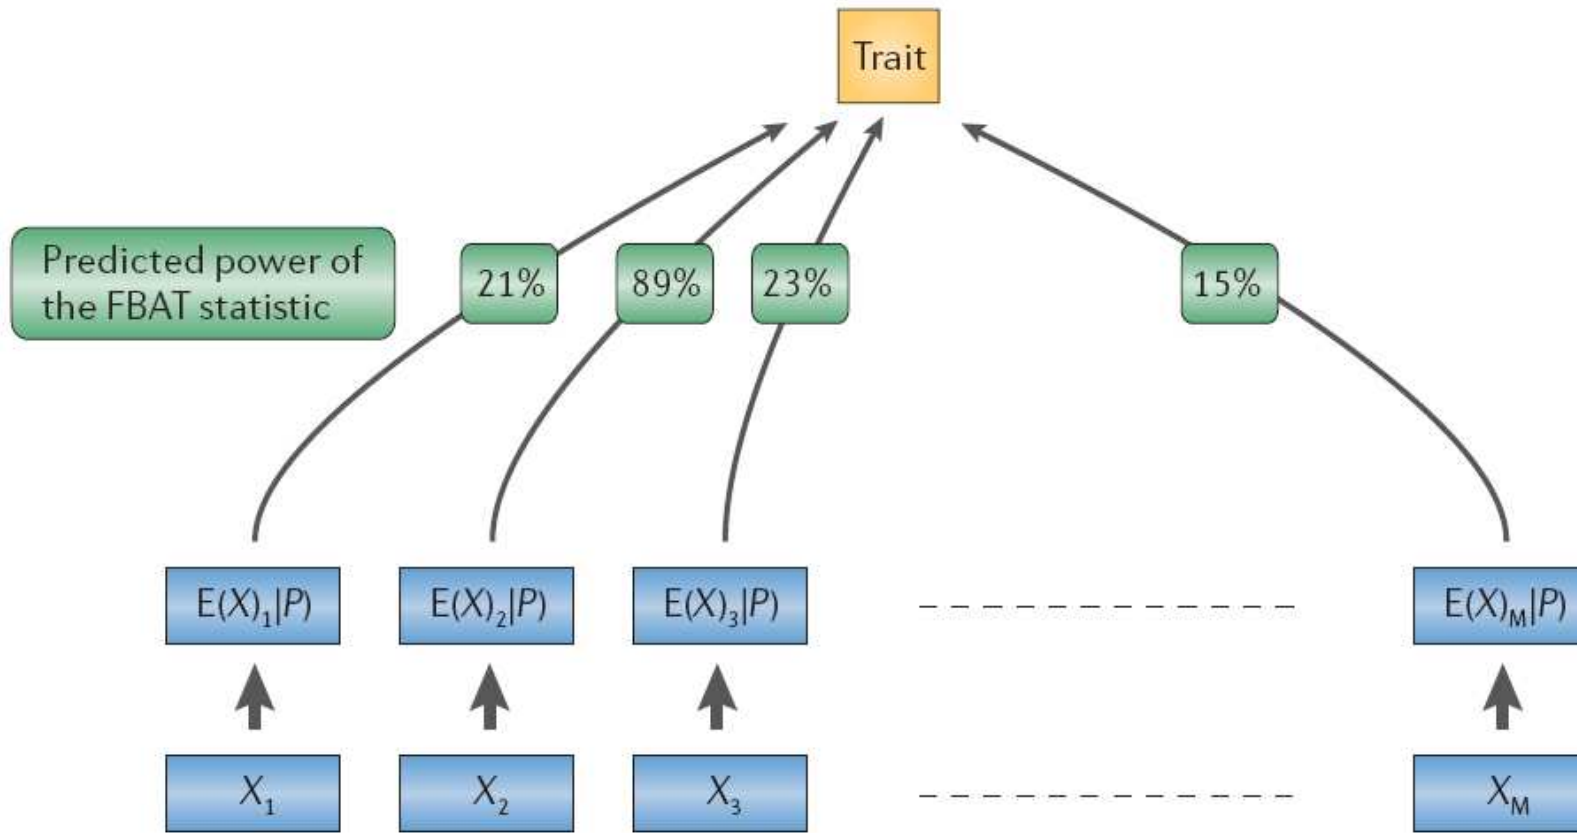 Trait
Predicted power of
the FBAT statistic
21%
89%
23%
15%
E(X)₁|P)
E(X)₂|P)
E(X)₃|P)
E(X)ₘ|P)
X₁
X₂
X₃
Xₘ